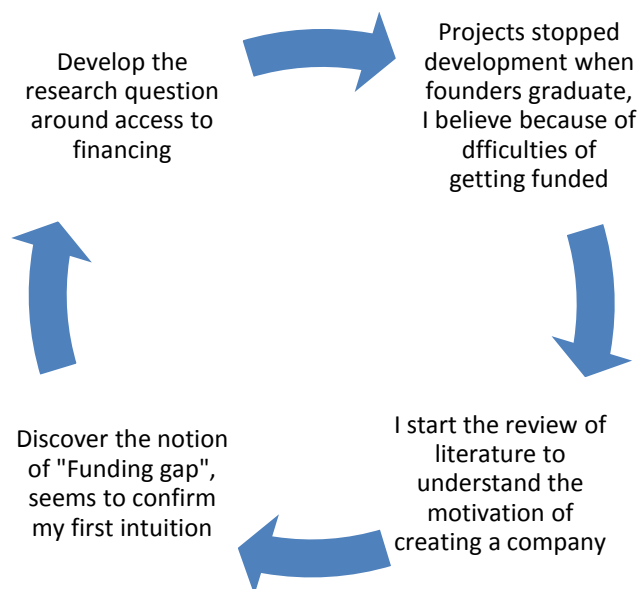 Develop the
research question
around access to
financing
Projects stopped
development when
founders graduate,
I believe because of
dfficulties of
getting funded
I start the review of
literature to
understand the
motivation of
creating a company
Discover the notion
of "Funding gap",
seems to confirm
my first intuition